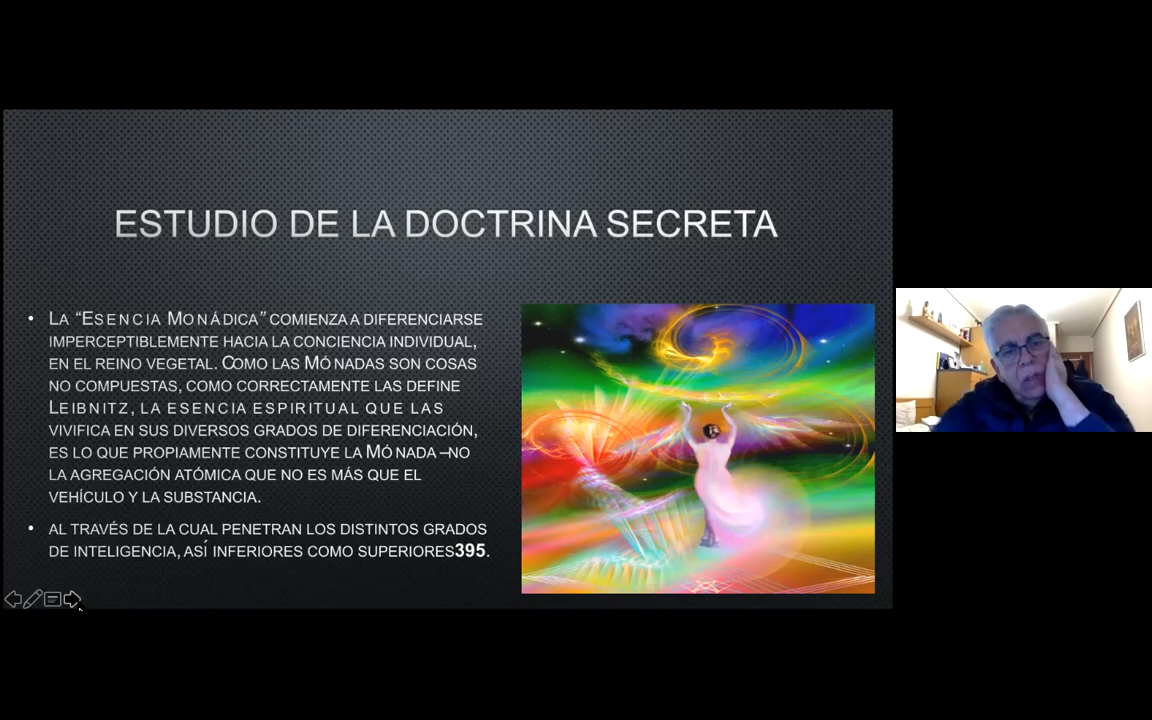 ESTUDIO DE LA DOCTRINA SECRETA
• LA “ESENCIA MONÁDICA” COMIENZA A DIFERENCIARSE
IMPERCEPTIBLEMENTE HACIA LA CONCIENCIA INDIVIDUAL,
EN EL REINO VEGETAL. COMO LAS MÓNADAS SON COSAS
NO COMPUESTAS, COMO CORRECTAMENTE LAS DEFINE
LEIBNITZ, LA ESENCIA ESPIRITUAL QUE LAS
VIVIFICA EN SUS DIVERSOS GRADOS DE DIFERENCIACIÓN,
ES LO QUE PROPIAMENTE CONSTITUYE LA MÓNADA –NO
LA AGREGACIÓN ATÓMICA QUE NO ES MÁS QUE EL
VEHÍCULO Y LA SUBSTANCIA.
• AL TRAVÉS DE LA CUAL PENETRAN LOS DISTINTOS GRADOS
DE INTELIGENCIA, ASÍ INFERIORES COMO SUPERIORES395.